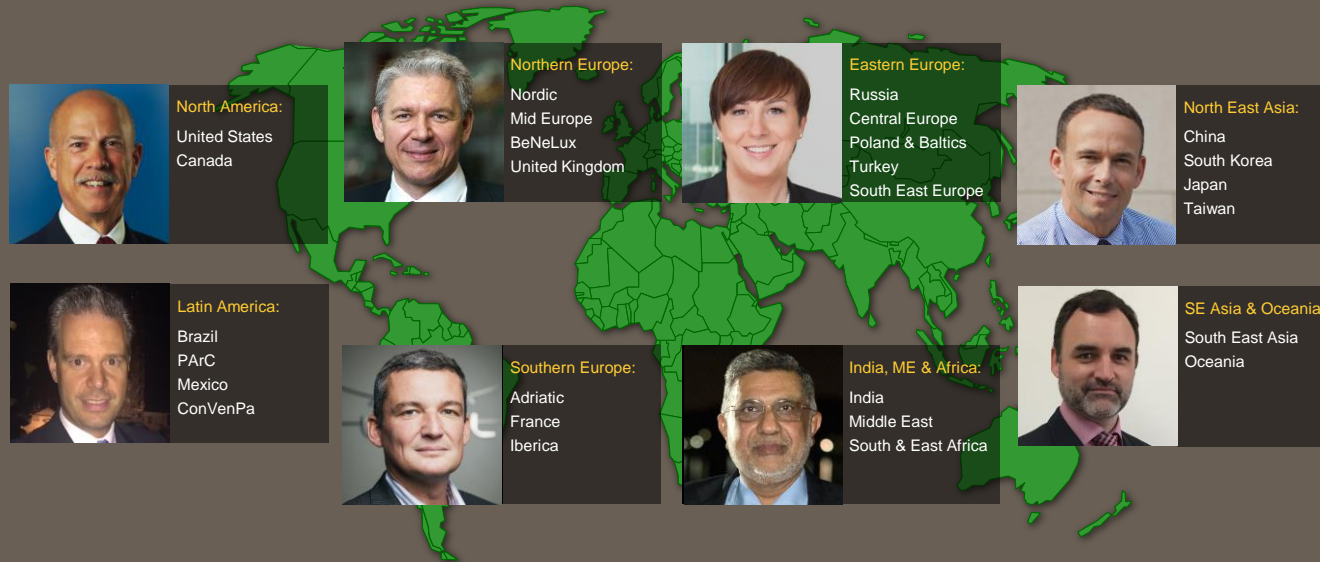 North America:
United States
Canada
Northern Europe:
Nordic
Mid Europe
BeNeLux
United Kingdom
Eastern Europe:
Russia
Central Europe
Poland & Baltics
Turkey
South East Europe
North East Asia:
China
South Korea
Japan
Taiwan
Latin America:
Brazil
PArC
Mexico
ConVenPa
Southern Europe:
Adriatic
France
Iberica
India, ME & Africa:
India
Middle East
South & East Africa
SE Asia & Oceania
South East Asia
Oceania